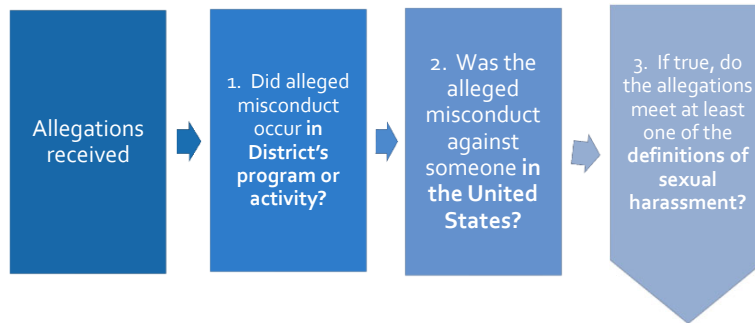 Allegations
received
1. Did alleged
misconduct
occur in
District's
program or
activity?
2. Was the
alleged
misconduct
against
someone in
the United
States?
3. If true, do
the allegations
meet at least
one of the
definitions of
sexual
harassment?